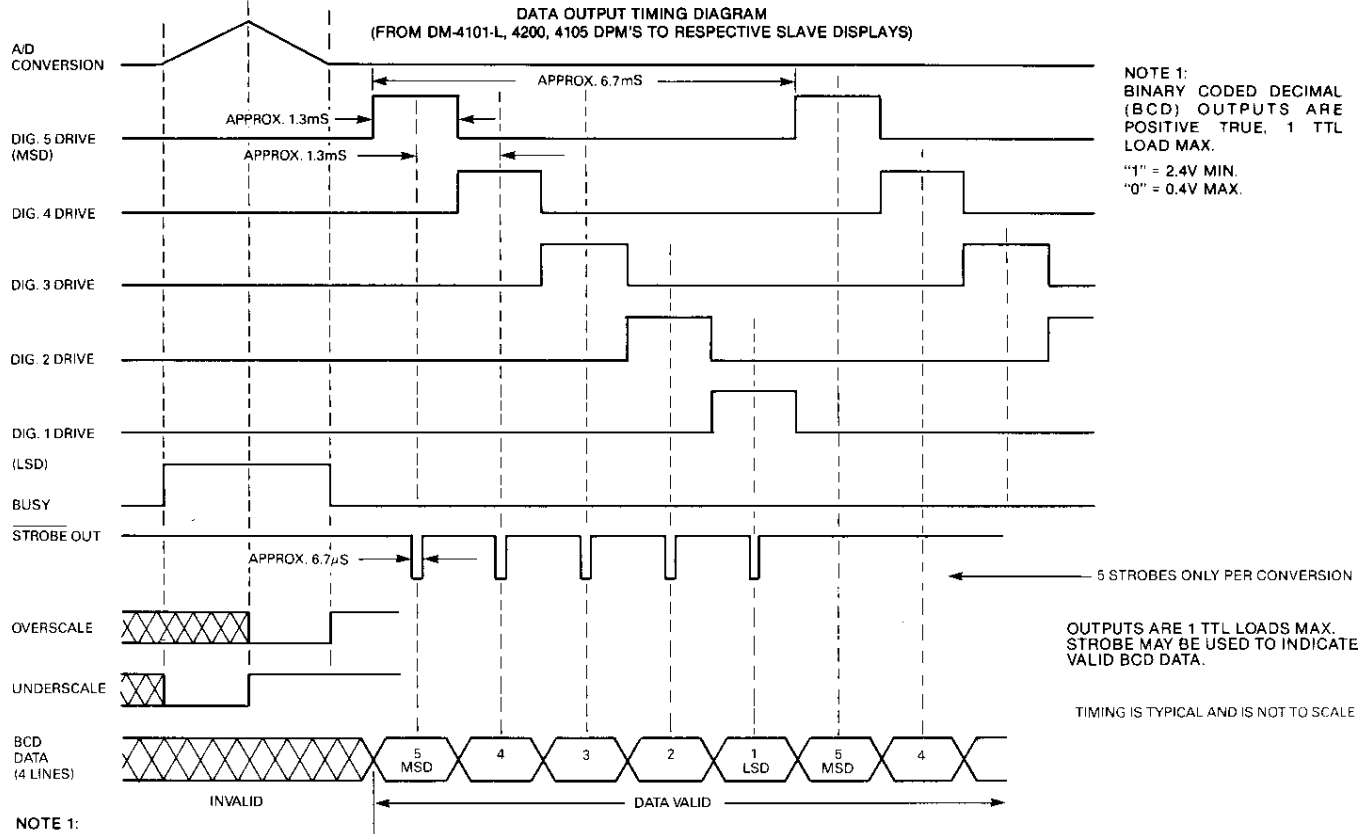 DATA OUTPUT TIMING DIAGRAM
(FROM DM-4101-L, 4200, 4105 DPM'S TO RESPECTIVE SLAVE DISPLAYS)
A/D
CONVERSION
APPROX. 6.7mS
NOTE 1:
BINARY CODED DECIMAL
(BCD) OUTPUTS ARE
POSITIVE TRUE, 1 TTL
LOAD MAX.
"1" = 2.4V MIN.
"0" = 0.4V MAX.
APPROX. 1.3mS
DIG. 5 DRIVE
(MSD)
APPROX. 1.3mS
DIG. 4 DRIVE
DIG. 3 DRIVE
DIG. 2 DRIVE
DIG. 1 DRIVE
(LSD)
BUSY
STROBE OUT
APPROX. 6.7µS
5 STROBES ONLY PER CONVERSION
OVERSCALE
OUTPUTS ARE 1 TTL LOADS MAX.
STROBE MAY BE USED TO INDICATE
VALID BCD DATA.
UNDERSCALE
TIMING IS TYPICAL AND IS NOT TO SCALE
BCD
DATA
(4 LINES)
5 4 3 2 1 5 4
MSD LSD MSD
INVALID
DATA VALID
NOTE 1: